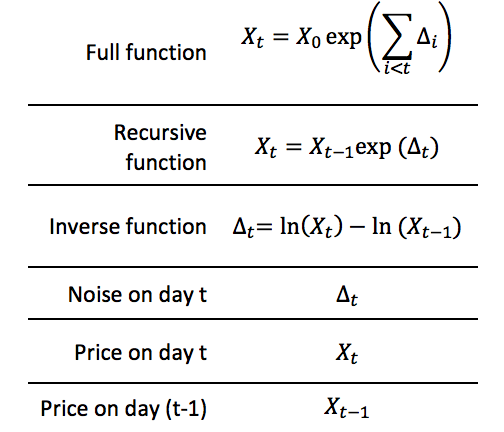 Full function X_t = X_0 exp(∑_{i<t} Δ_i)
Recursive
function X_t = X_{t−1}exp (Δ_t)
Inverse function Δ_t= ln(X_t) − ln (X_{t−1})
Noise on day t Δ_t
Price on day t X_t
Price on day (t-1) X_{t−1}